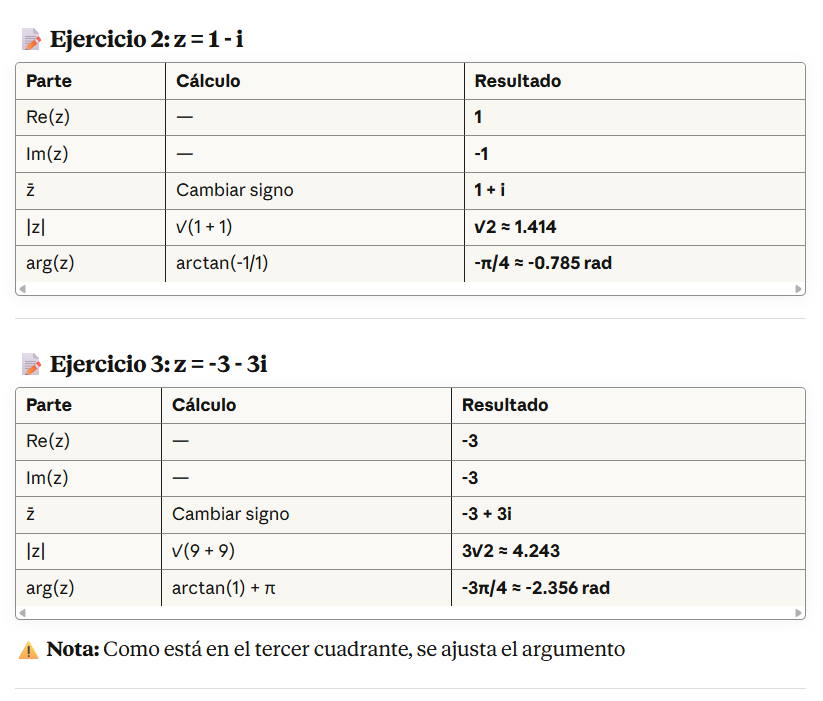 📝 Ejercicio 2: z = 1 - i
Parte Cálculo Resultado
Re(z) — 1
Im(z) — -1
z̄ Cambiar signo 1 + i
|z| √(1 + 1) √2 ≈ 1.414
arg(z) arctan(-1/1) -π/4 ≈ -0.785 rad
📝 Ejercicio 3: z = -3 - 3i
Parte Cálculo Resultado
Re(z) — -3
Im(z) — -3
z̄ Cambiar signo -3 + 3i
|z| √(9 + 9) 3√2 ≈ 4.243
arg(z) arctan(1) + π -3π/4 ≈ -2.356 rad
⚠️ Nota: Como está en el tercer cuadrante, se ajusta el argumento